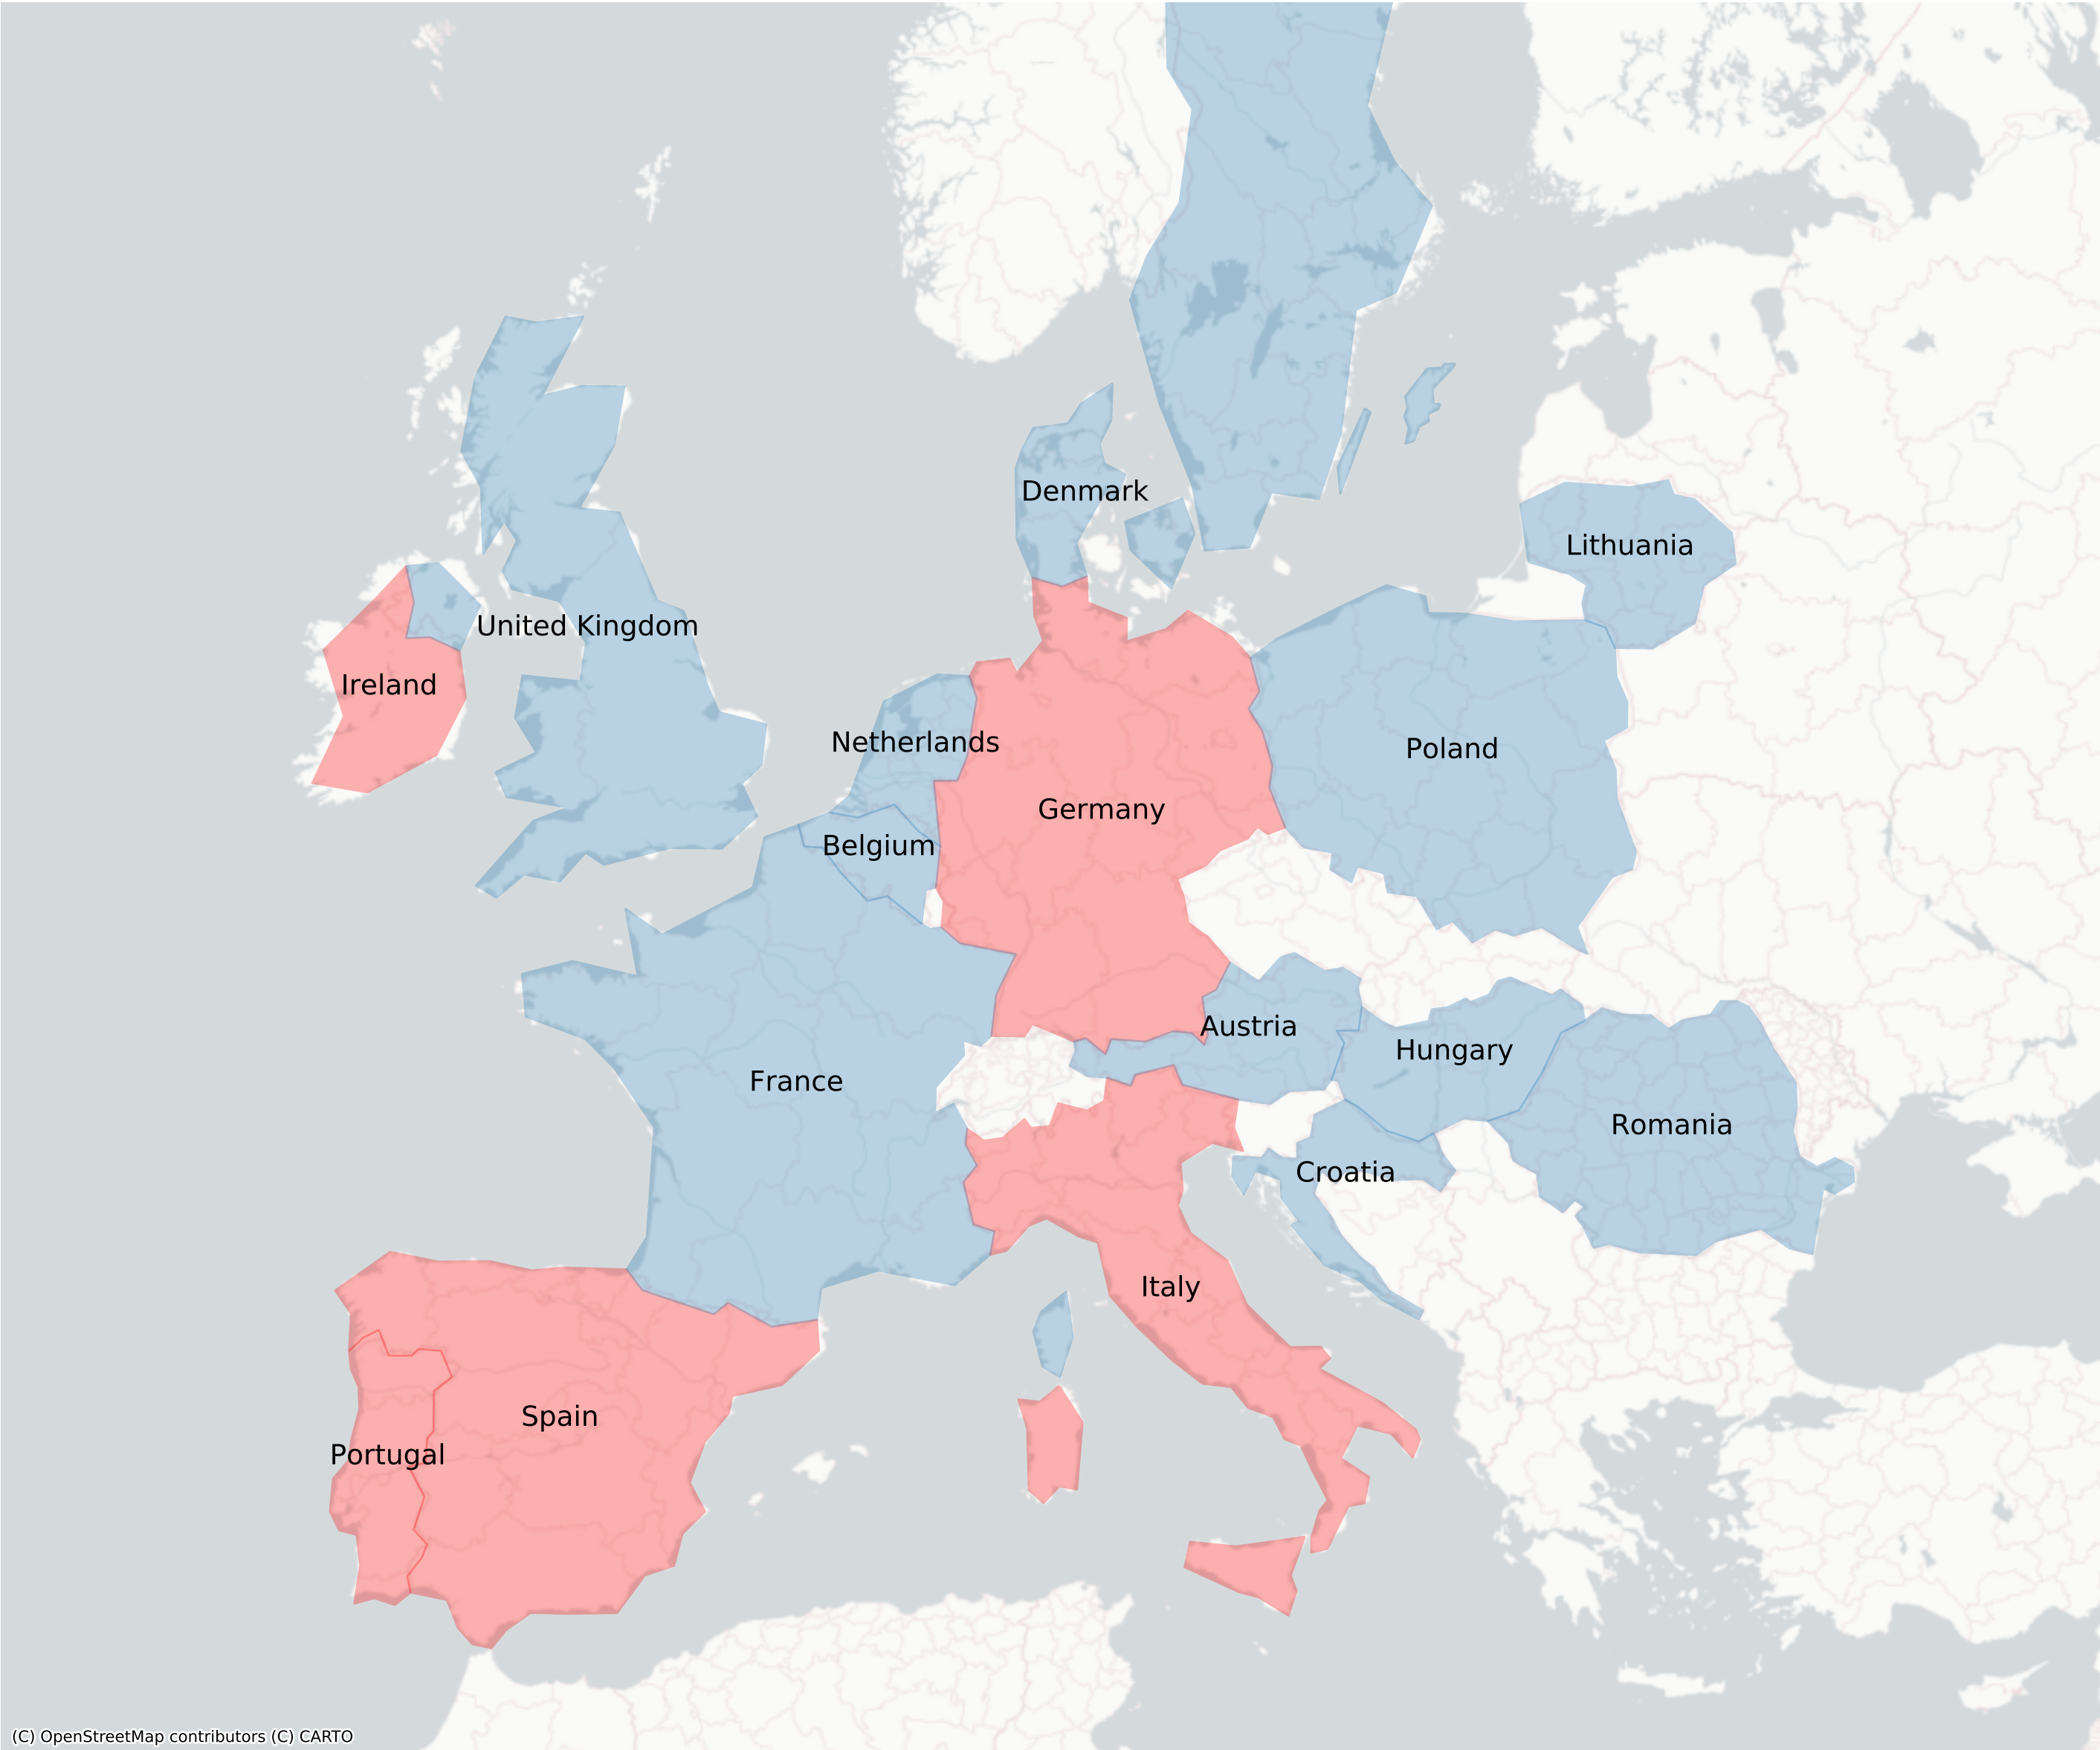 Denmark
Lithuania
United Kingdom
Ireland
Netherlands
Poland
Germany
Belgium
Austria
Hungary
France
Romania
Croatia
Italy
Spain
Portugal
(C) OpenStreetMap contributors (C) CARTO